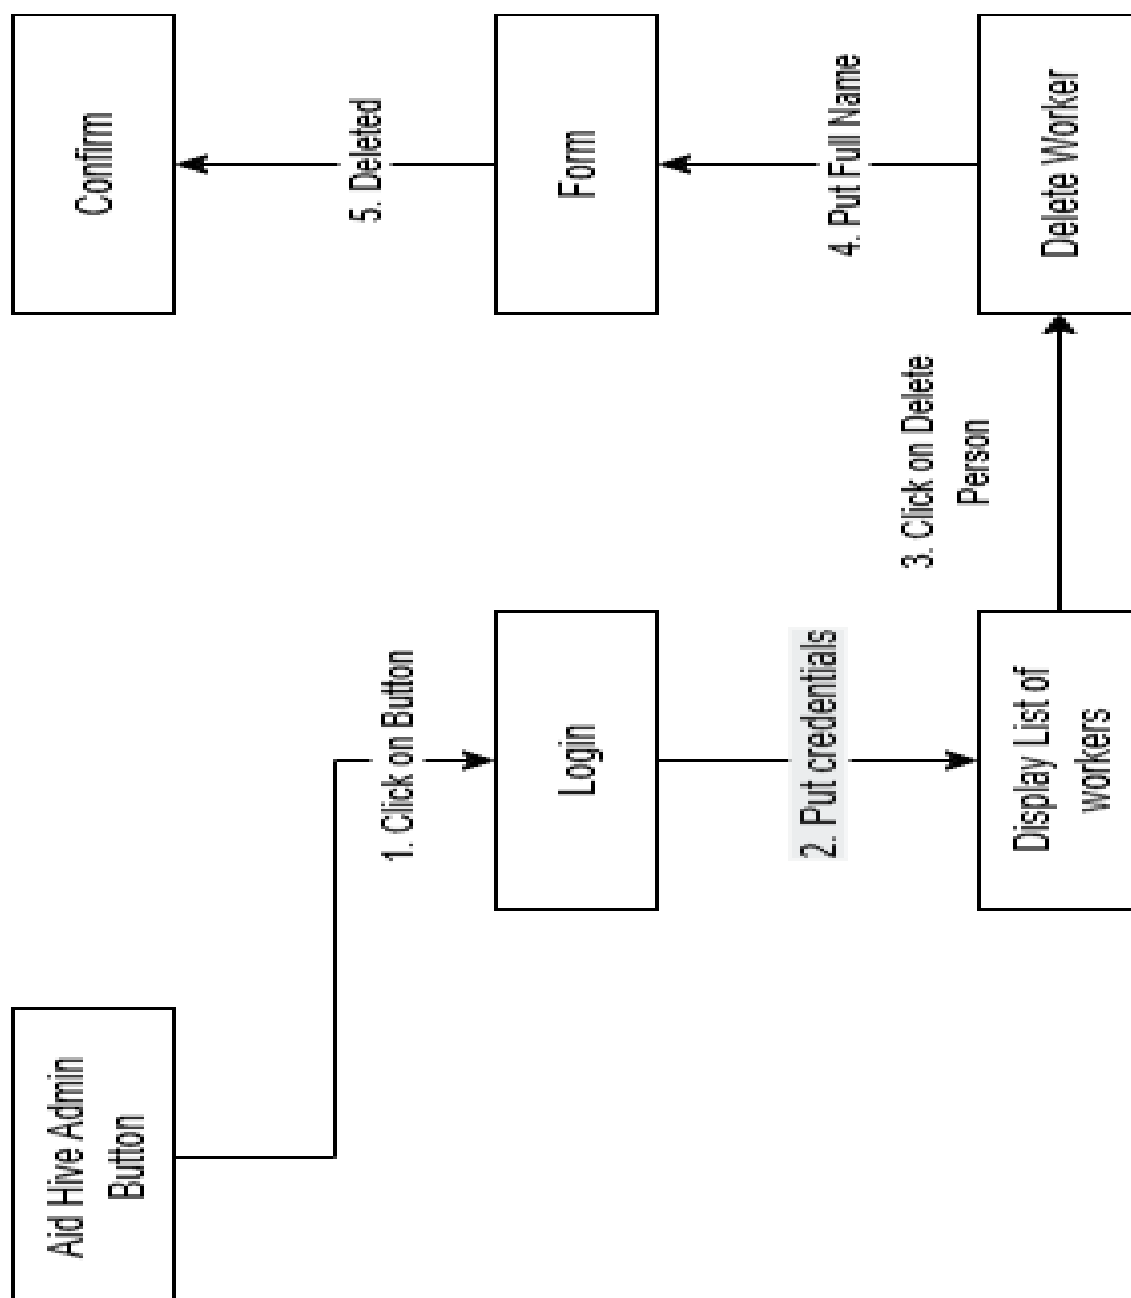 Aid Hive Admin
Button
1. Click on Button
Login
2. Put credentials
Display List of
workers
3. Click on Delete
Person
Delete Worker
4. Put Full Name
Form
5. Deleted
Confirm